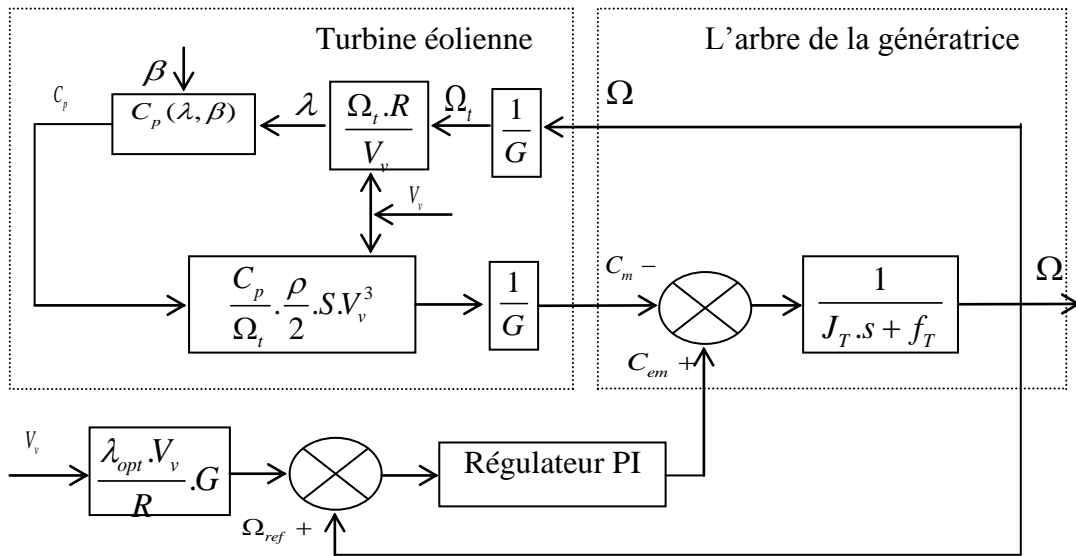 Turbine éolienne
L'arbre de la génératrice
β
C_p
C_p(λ, β)
λ
Ω_t.R / V_v
Ω_t
1 / G
Ω
V_v
C_p / Ω_t . ρ / 2 .S.V_v^3
1 / G
C_m −
1 / J_T.s + f_T
Ω
C_em +
V_v
λ_opt.V_v / R .G
Régulateur PI
Ω_ref +